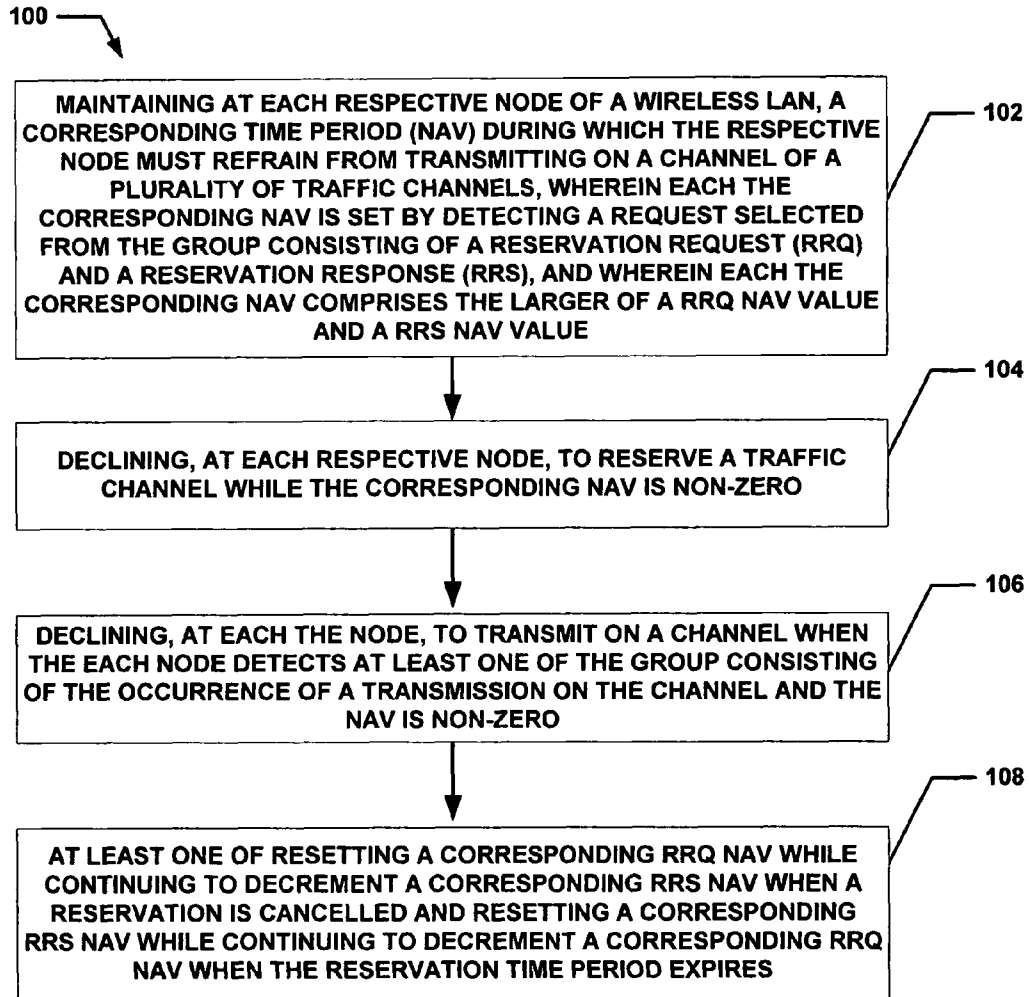 100
MAINTAINING AT EACH RESPECTIVE NODE OF A WIRELESS LAN, A
CORRESPONDING TIME PERIOD (NAV) DURING WHICH THE RESPECTIVE
NODE MUST REFRAIN FROM TRANSMITTING ON A CHANNEL OF A
PLURALITY OF TRAFFIC CHANNELS, WHEREIN EACH THE
CORRESPONDING NAV IS SET BY DETECTING A REQUEST SELECTED
FROM THE GROUP CONSISTING OF A RESERVATION REQUEST (RRQ)
AND A RESERVATION RESPONSE (RRS), AND WHEREIN EACH THE
CORRESPONDING NAV COMPRISES THE LARGER OF A RRQ NAV VALUE
AND A RRS NAV VALUE
102
DECLINING, AT EACH RESPECTIVE NODE, TO RESERVE A TRAFFIC
CHANNEL WHILE THE CORRESPONDING NAV IS NON-ZERO
104
DECLINING, AT EACH THE NODE, TO TRANSMIT ON A CHANNEL WHEN
THE EACH NODE DETECTS AT LEAST ONE OF THE GROUP CONSISTING
OF THE OCCURRENCE OF A TRANSMISSION ON THE CHANNEL AND THE
NAV IS NON-ZERO
106
AT LEAST ONE OF RESETTING A CORRESPONDING RRQ NAV WHILE
CONTINUING TO DECREMENT A CORRESPONDING RRS NAV WHEN A
RESERVATION IS CANCELLED AND RESETTING A CORRESPONDING
RRS NAV WHILE CONTINUING TO DECREMENT A CORRESPONDING RRQ
NAV WHEN THE RESERVATION TIME PERIOD EXPIRES
108